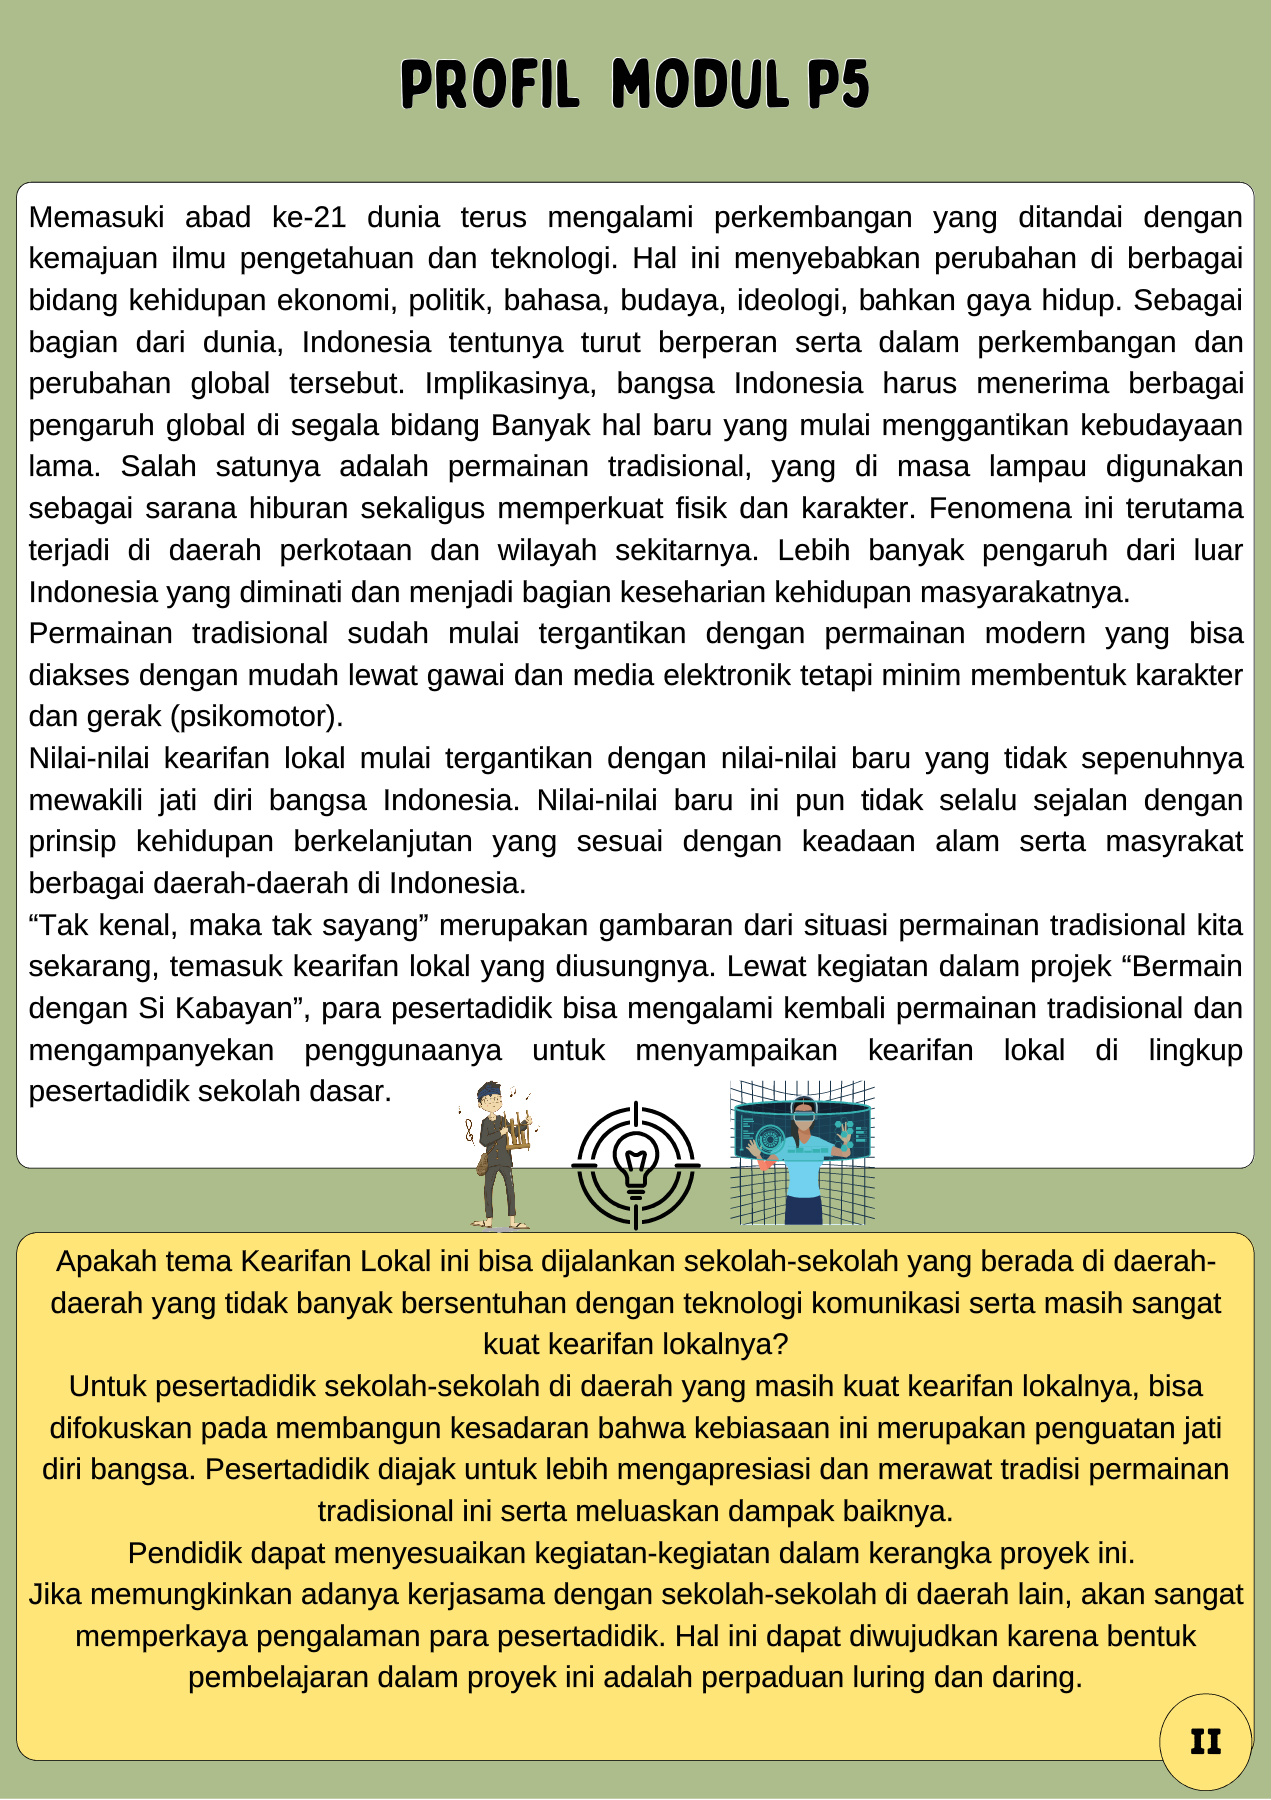 PROFIL MODUL P5
Memasuki abad ke-21 dunia terus mengalami perkembangan yang ditandai dengan
kemajuan ilmu pengetahuan dan teknologi. Hal ini menyebabkan perubahan di berbagai
bidang kehidupan ekonomi, politik, bahasa, budaya, ideologi, bahkan gaya hidup. Sebagai
bagian dari dunia, Indonesia tentunya turut berperan serta dalam perkembangan dan
perubahan global tersebut. Implikasinya, bangsa Indonesia harus menerima berbagai
pengaruh global di segala bidang Banyak hal baru yang mulai menggantikan kebudayaan
lama. Salah satunya adalah permainan tradisional, yang di masa lampau digunakan
sebagai sarana hiburan sekaligus memperkuat fisik dan karakter. Fenomena ini terutama
terjadi di daerah perkotaan dan wilayah sekitarnya. Lebih banyak pengaruh dari luar
Indonesia yang diminati dan menjadi bagian keseharian kehidupan masyarakatnya.
Permainan tradisional sudah mulai tergantikan dengan permainan modern yang bisa
diakses dengan mudah lewat gawai dan media elektronik tetapi minim membentuk karakter
dan gerak (psikomotor).
Nilai-nilai kearifan lokal mulai tergantikan dengan nilai-nilai baru yang tidak sepenuhnya
mewakili jati diri bangsa Indonesia. Nilai-nilai baru ini pun tidak selalu sejalan dengan
prinsip kehidupan berkelanjutan yang sesuai dengan keadaan alam serta masyrakat
berbagai daerah-daerah di Indonesia.
“Tak kenal, maka tak sayang” merupakan gambaran dari situasi permainan tradisional kita
sekarang, temasuk kearifan lokal yang diusungnya. Lewat kegiatan dalam projek “Bermain
dengan Si Kabayan”, para pesertadidik bisa mengalami kembali permainan tradisional dan
mengampanyekan penggunaanya untuk menyampaikan kearifan lokal di lingkup
pesertadidik sekolah dasar.
Apakah tema Kearifan Lokal ini bisa dijalankan sekolah-sekolah yang berada di daerah-
daerah yang tidak banyak bersentuhan dengan teknologi komunikasi serta masih sangat
kuat kearifan lokalnya?
Untuk pesertadidik sekolah-sekolah di daerah yang masih kuat kearifan lokalnya, bisa
difokuskan pada membangun kesadaran bahwa kebiasaan ini merupakan penguatan jati
diri bangsa. Pesertadidik diajak untuk lebih mengapresiasi dan merawat tradisi permainan
tradisional ini serta meluaskan dampak baiknya.
Pendidik dapat menyesuaikan kegiatan-kegiatan dalam kerangka proyek ini.
Jika memungkinkan adanya kerjasama dengan sekolah-sekolah di daerah lain, akan sangat
memperkaya pengalaman para pesertadidik. Hal ini dapat diwujudkan karena bentuk
pembelajaran dalam proyek ini adalah perpaduan luring dan daring.
II